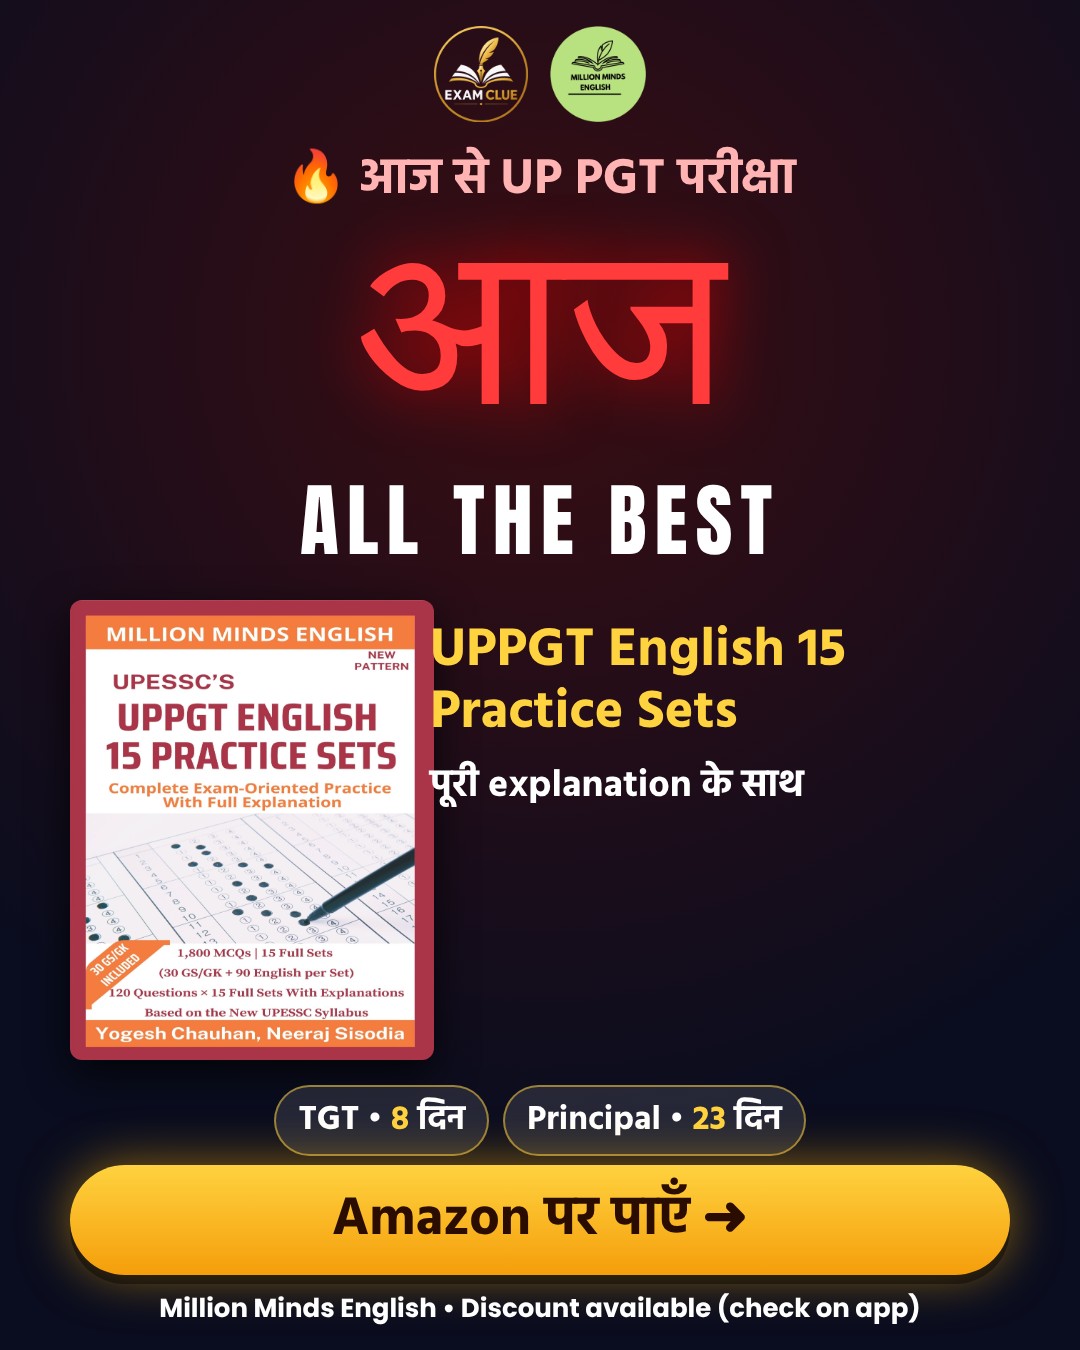 EXAM CLUE
MILLION MINDS
ENGLISH
🔥 आज से UP PGT परीक्षा
आज
ALL THE BEST
MILLION MINDS ENGLISH
NEW
PATTERN
UPESSC'S
UPPGT ENGLISH
15 PRACTICE SETS
Complete Exam-Oriented Practice
With Full Explanation
30 GS/GK
INCLUDED
1,800 MCQs | 15 Full Sets
(30 GS/GK + 90 English per Set)
120 Questions × 15 Full Sets With Explanations
Based on the New UPESSC Syllabus
Yogesh Chauhan, Neeraj Sisodia
UPPGT English 15
Practice Sets
पूरी explanation के साथ
TGT • 8 दिन
Principal • 23 दिन
Amazon पर पाएँ ➜
Million Minds English • Discount available (check on app)